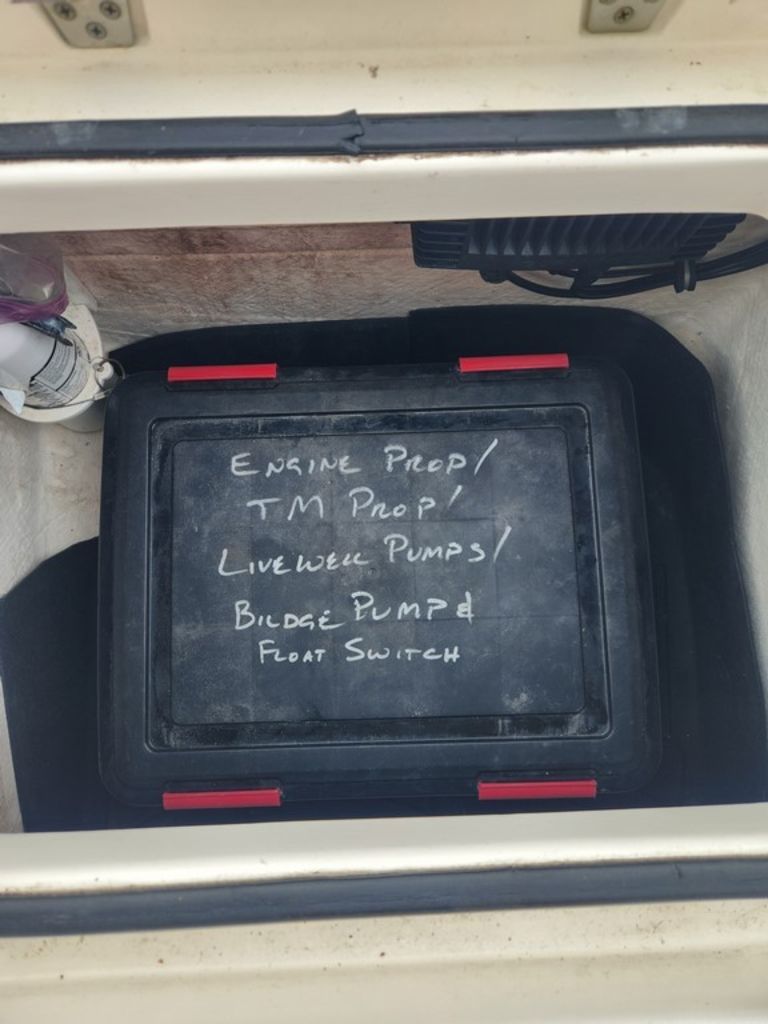 ENGINE PROP/
TM PROP/
LIVEWELL PUMPS/
BILDGE PUMP &
FLOAT SWITCH